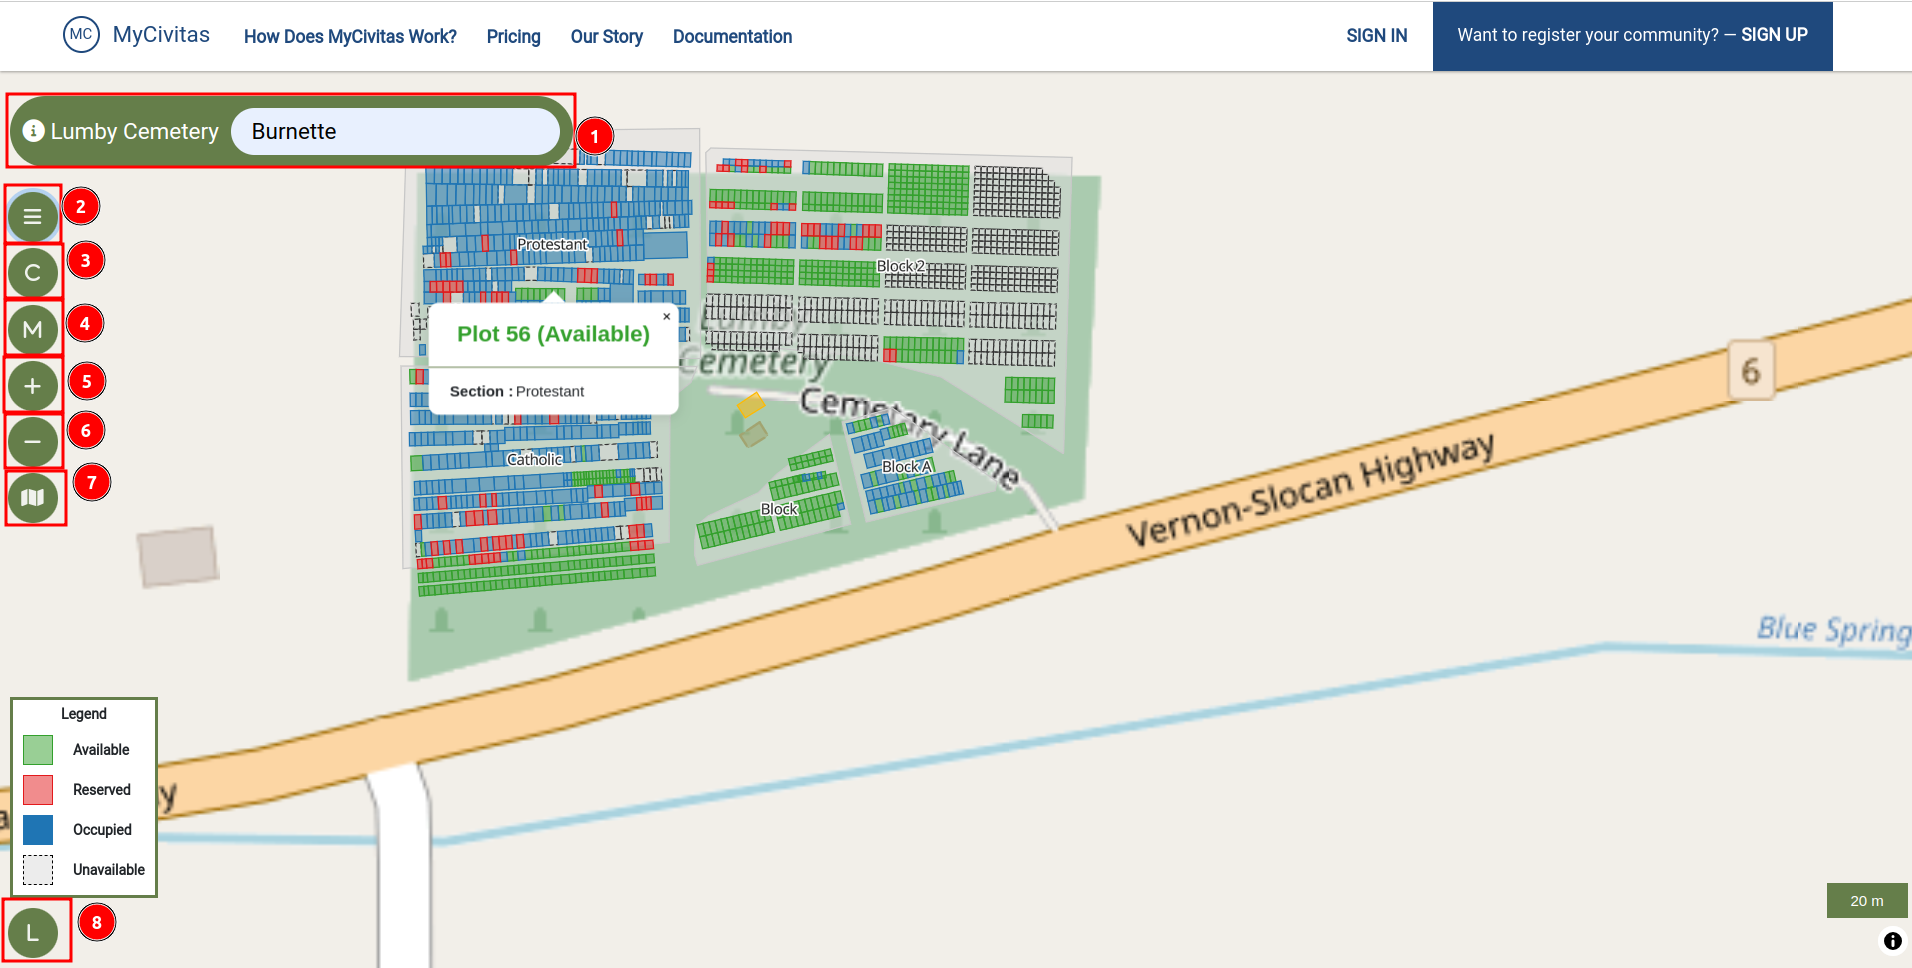 MC MyCivitas How Does MyCivitas Work? Pricing Our Story Documentation SIGN IN Want to register your community? — SIGN UP
Lumby Cemetery Burnette
1
2
3
C
4
M
5
+
6
−
7
Protestant
Block 2
Plot 56 (Available)
×
Section : Protestant
Lumby
Cemetery
Cemetary Lane
Catholic
Block A
Block
6
Vernon-Slocan Highway
Blue Spring
Legend
Available
Reserved
Occupied
Unavailable
y
a
L
8
20 m